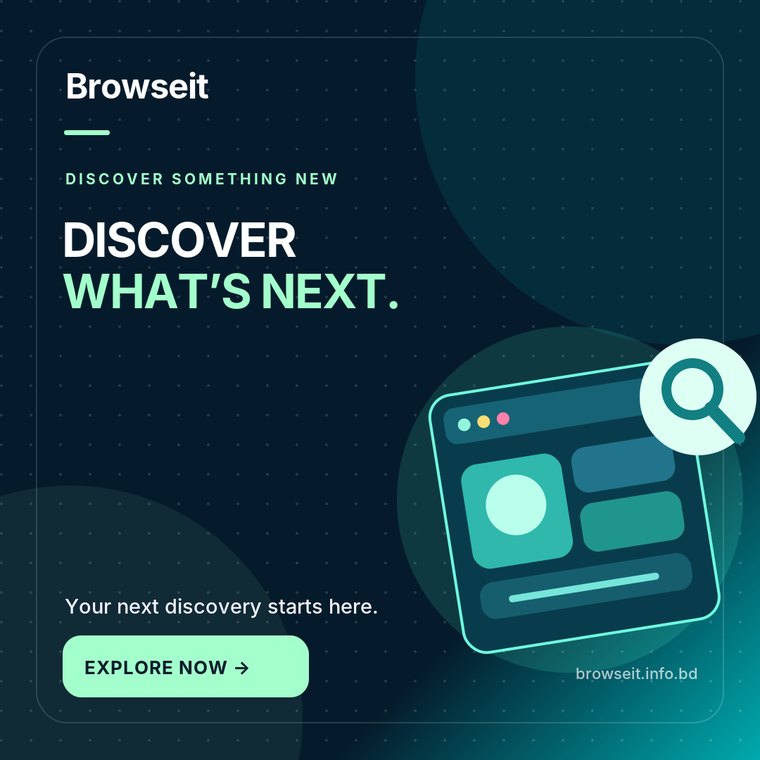 Browseit
DISCOVER SOMETHING NEW
DISCOVER
WHAT’S NEXT.
Your next discovery starts here.
EXPLORE NOW →
browseit.info.bd